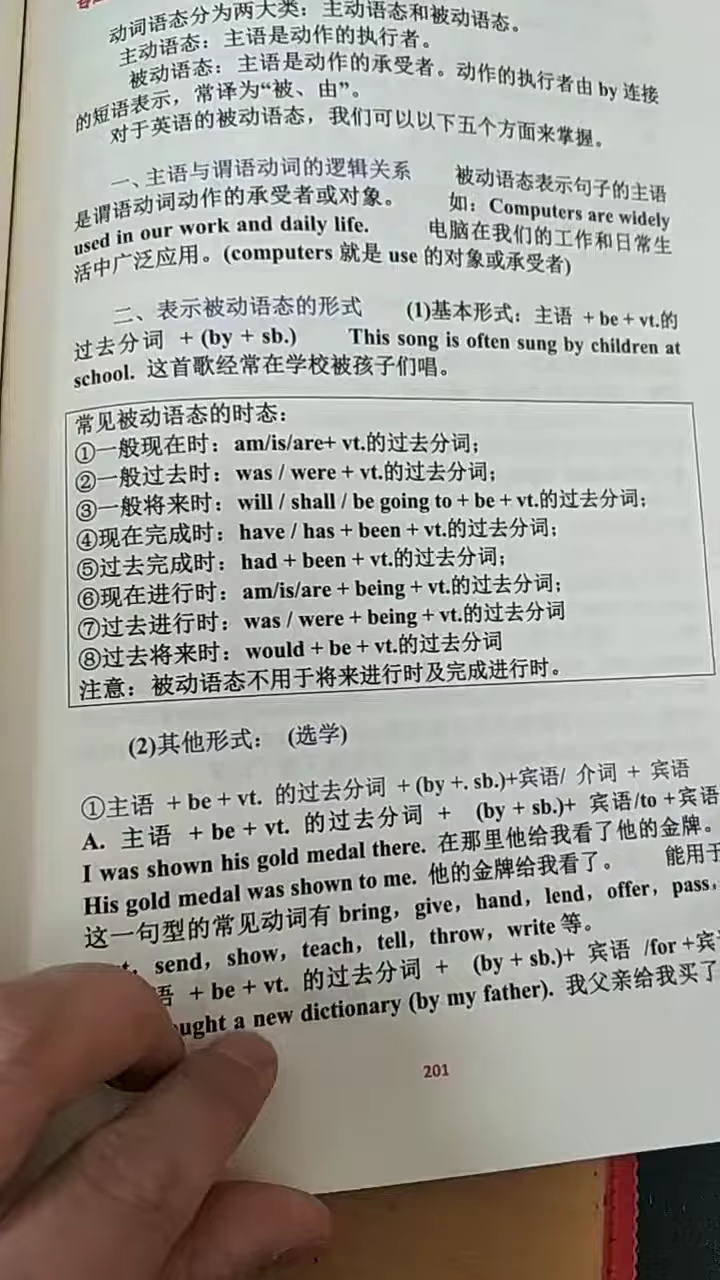 动词语态分为两大类：主动语态和被动语态。
主动语态：主语是动作的执行者。
被动语态：主语是动作的承受者。动作的执行者由 by 连接
的短语表示，常译为“被、由”。
对于英语的被动语态，我们可以以下五个方面来掌握。
一、主语与谓语动词的逻辑关系 被动语态表示句子的主语
是谓语动词动作的承受者或对象。 如：Computers are widely
used in our work and daily life. 电脑在我们的工作和日常生
活中广泛应用。(computers 就是 use 的对象或承受者)
二、表示被动语态的形式 (1)基本形式：主语 + be + vt.的
过去分词 + (by + sb.) This song is often sung by children at
school. 这首歌经常在学校被孩子们唱。
常见被动语态的时态：
①一般现在时：am/is/are+ vt.的过去分词；
②一般过去时：was / were + vt.的过去分词；
③一般将来时：will / shall / be going to + be + vt.的过去分词；
④现在完成时：have / has + been + vt.的过去分词；
⑤过去完成时：had + been + vt.的过去分词；
⑥现在进行时：am/is/are + being + vt.的过去分词；
⑦过去进行时：was / were + being + vt.的过去分词
⑧过去将来时：would + be + vt.的过去分词
注意：被动语态不用于将来进行时及完成进行时。
(2)其他形式： (选学)
①主语 + be + vt. 的过去分词 + (by +. sb.)+宾语/ 介词 + 宾语
A. 主语 + be + vt. 的过去分词 + (by + sb.)+ 宾语/to +宾语
I was shown his gold medal there. 在那里他给我看了他的金牌。
His gold medal was shown to me. 他的金牌给我看了。 能用于
这一句型的常见动词有 bring，give，hand，lend，offer，pass，
send，show，teach，tell，throw，write 等。
语 + be + vt. 的过去分词 + (by + sb.)+ 宾语 /for +宾
a new dictionary (by my father). 我父亲给我买了
201